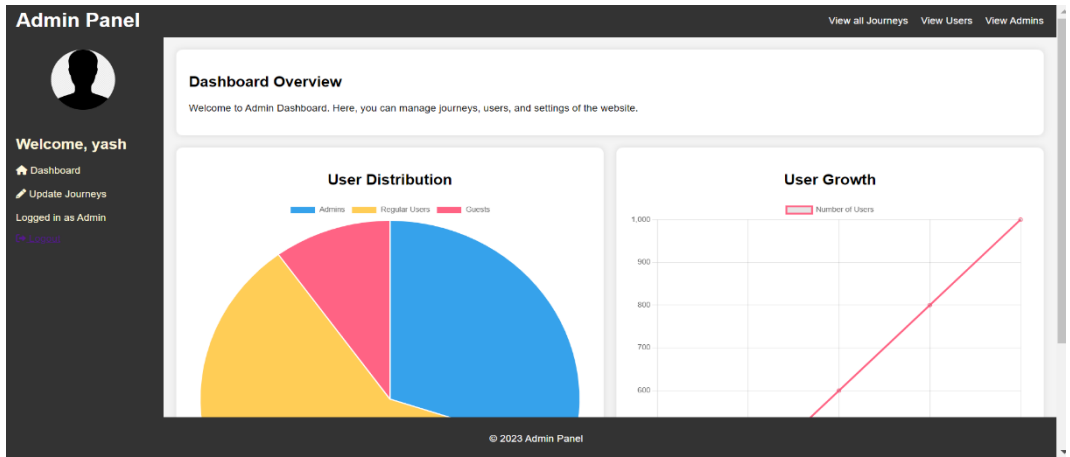 Admin Panel
View all Journeys View Users View Admins
Welcome, yash
Dashboard
Update Journeys
Logged in as Admin
Dashboard Overview
Welcome to Admin Dashboard. Here, you can manage journeys, users, and settings of the website.
User Distribution
Admins Regular Users Guests
User Growth
Number of Users
1,000
900
800
700
600
© 2023 Admin Panel